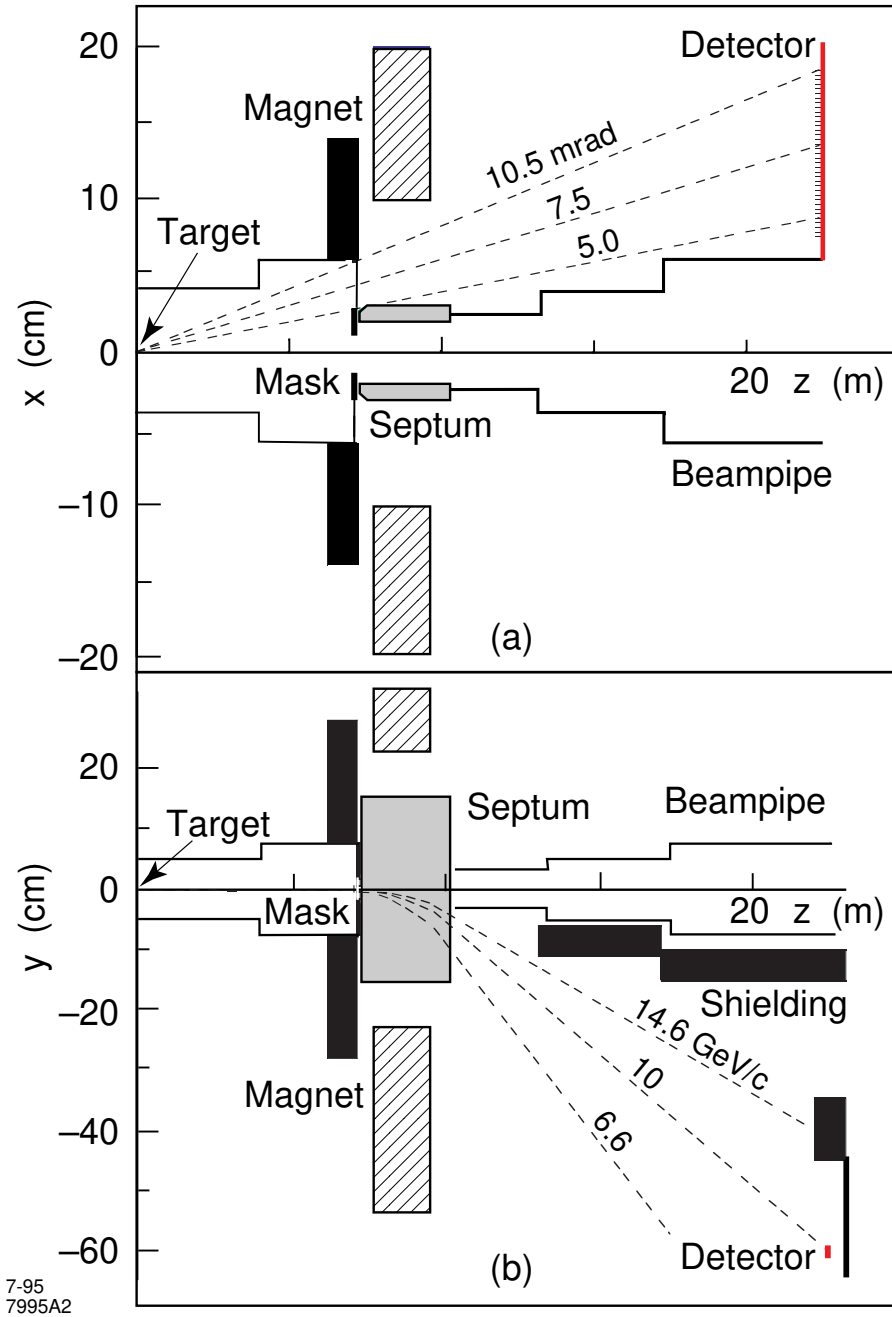 20
Detector
Magnet
10.5 mrad
10
7.5
Target
5.0
x (cm)
0
Mask
20 z (m)
Septum
Beampipe
−10
(a)
−20
20
Septum
Beampipe
Target
y (cm)
0
Mask
20 z (m)
−20
Shielding
14.6 GeV/c
Magnet
10
−40
6.6
−60
(b)
Detector
7-95
7995A2